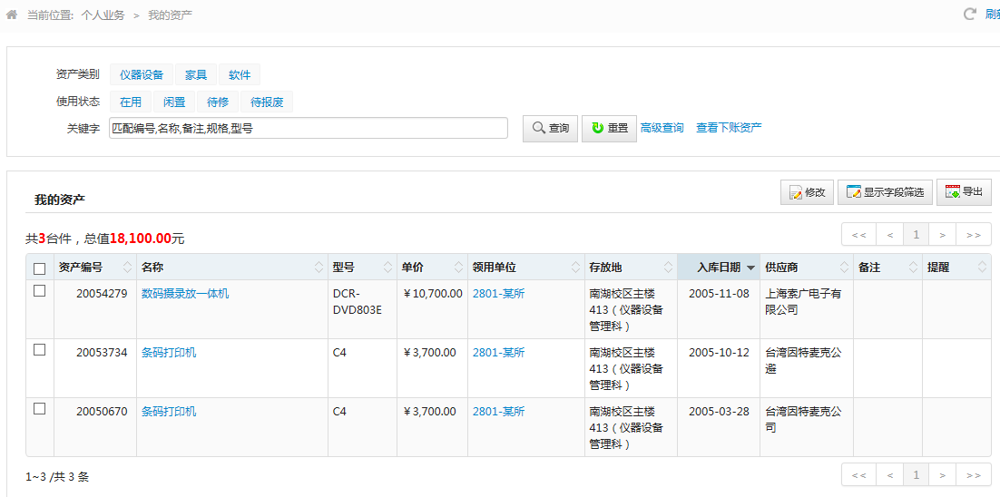 当前位置: 个人业务 > 我的资产 刷新
资产类别 仪器设备 家具 软件
使用状态 在用 闲置 待修 待报废
关键字 匹配编号,名称,备注,规格,型号 查询 重置 高级查询 查看下账资产
我的资产 修改 显示字段筛选 导出
共3台件，总值18,100.00元 << < 1 > >>
资产编号 名称 型号 单价 领用单位 存放地 入库日期 供应商 备注 提醒
20054279 数码摄录放一体机 DCR- ￥10,700.00 2801-某所 南湖校区主楼 2005-11-08 上海索广电子有
DVD803E 413（仪器设备 限公司
管理科）
20053734 条码打印机 C4 ￥3,700.00 2801-某所 南湖校区主楼 2005-10-12 台湾因特麦克公
413（仪器设备 避
管理科）
20050670 条码打印机 C4 ￥3,700.00 2801-某所 南湖校区主楼 2005-03-28 台湾因特麦克公
413（仪器设备 司
管理科）
1~3 /共 3 条 << < 1 > >>